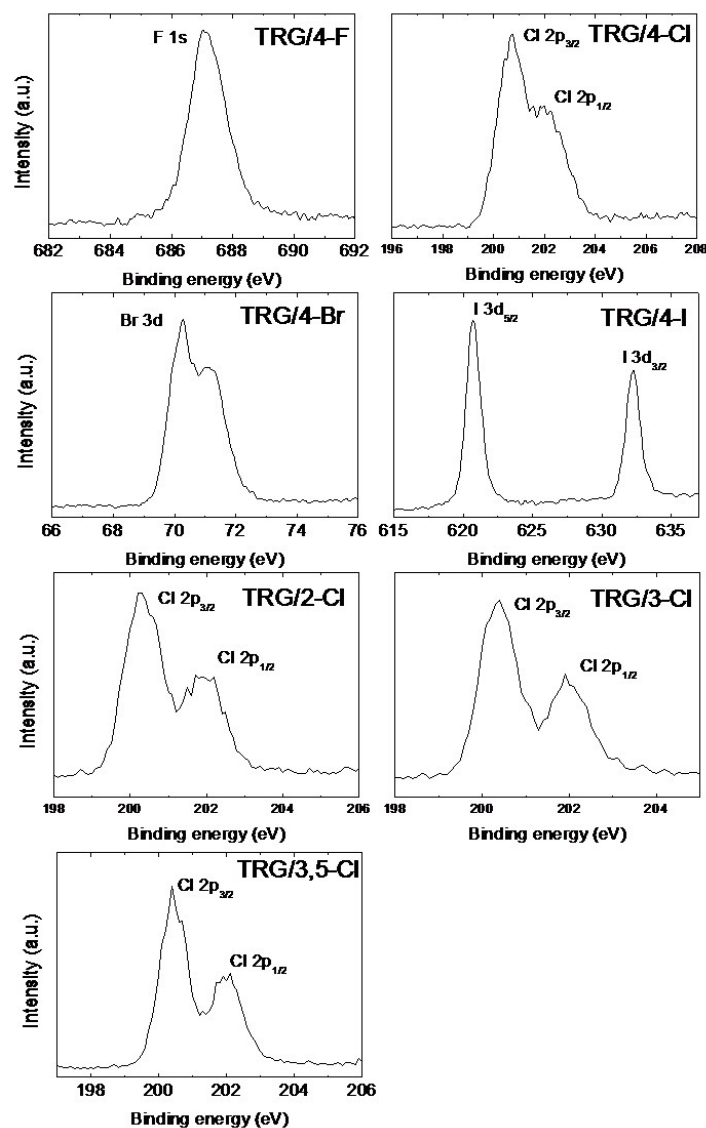 F 1s
TRG/4-F
Intensity (a.u.)
682 684 686 688 690 692
Binding energy (eV)
Cl 2p3/2
TRG/4-Cl
Cl 2p1/2
196 198 200 202 204 206 208
Binding energy (eV)
Br 3d
TRG/4-Br
Intensity (a.u.)
66 68 70 72 74 76
Binding energy (eV)
I 3d5/2
TRG/4-I
I 3d3/2
615 620 625 630 635
Binding energy (eV)
Cl 2p3/2
TRG/2-Cl
Cl 2p1/2
Intensity (a.u.)
198 200 202 204 206
Binding energy (eV)
Cl 2p3/2
TRG/3-Cl
Cl 2p1/2
198 200 202 204
Binding energy (eV)
TRG/3,5-Cl
Cl 2p3/2
Cl 2p1/2
Intensity (a.u.)
198 200 202 204 206
Binding energy (eV)